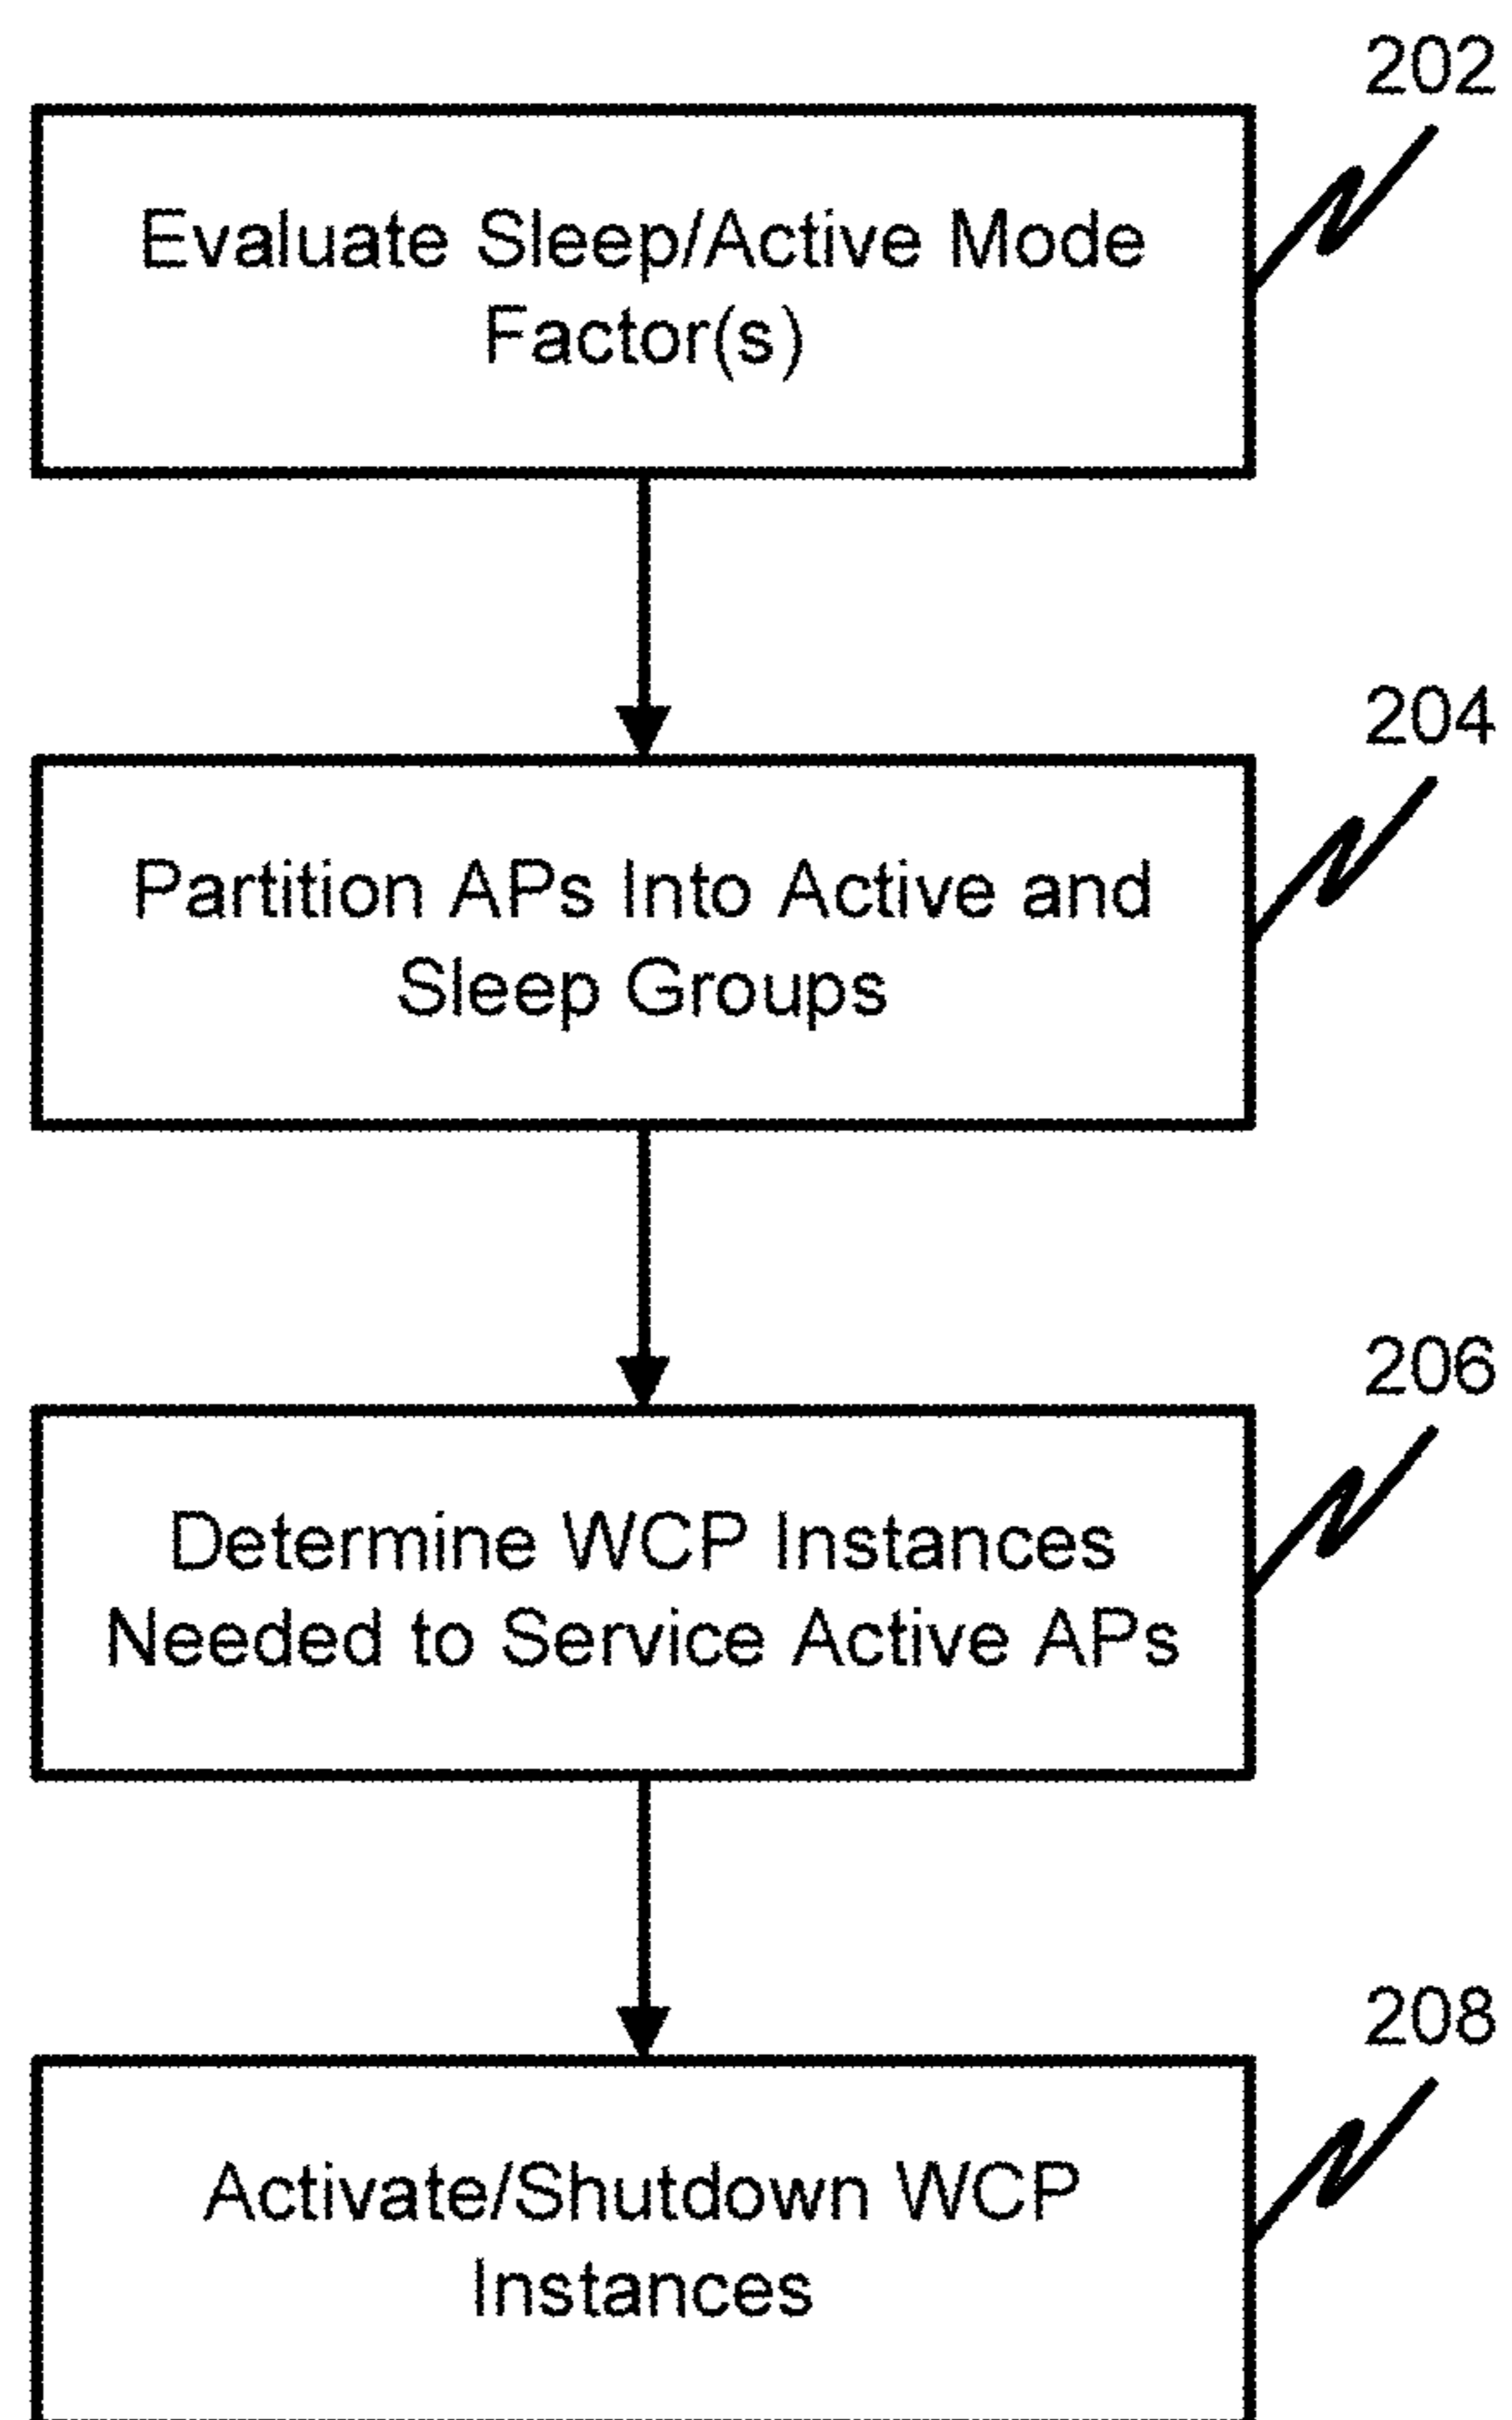 202
Evaluate Sleep/Active Mode
Factor(s)
204
Partition APs Into Active and
Sleep Groups
206
Determine WCP Instances
Needed to Service Active APs
208
Activate/Shutdown WCP
Instances